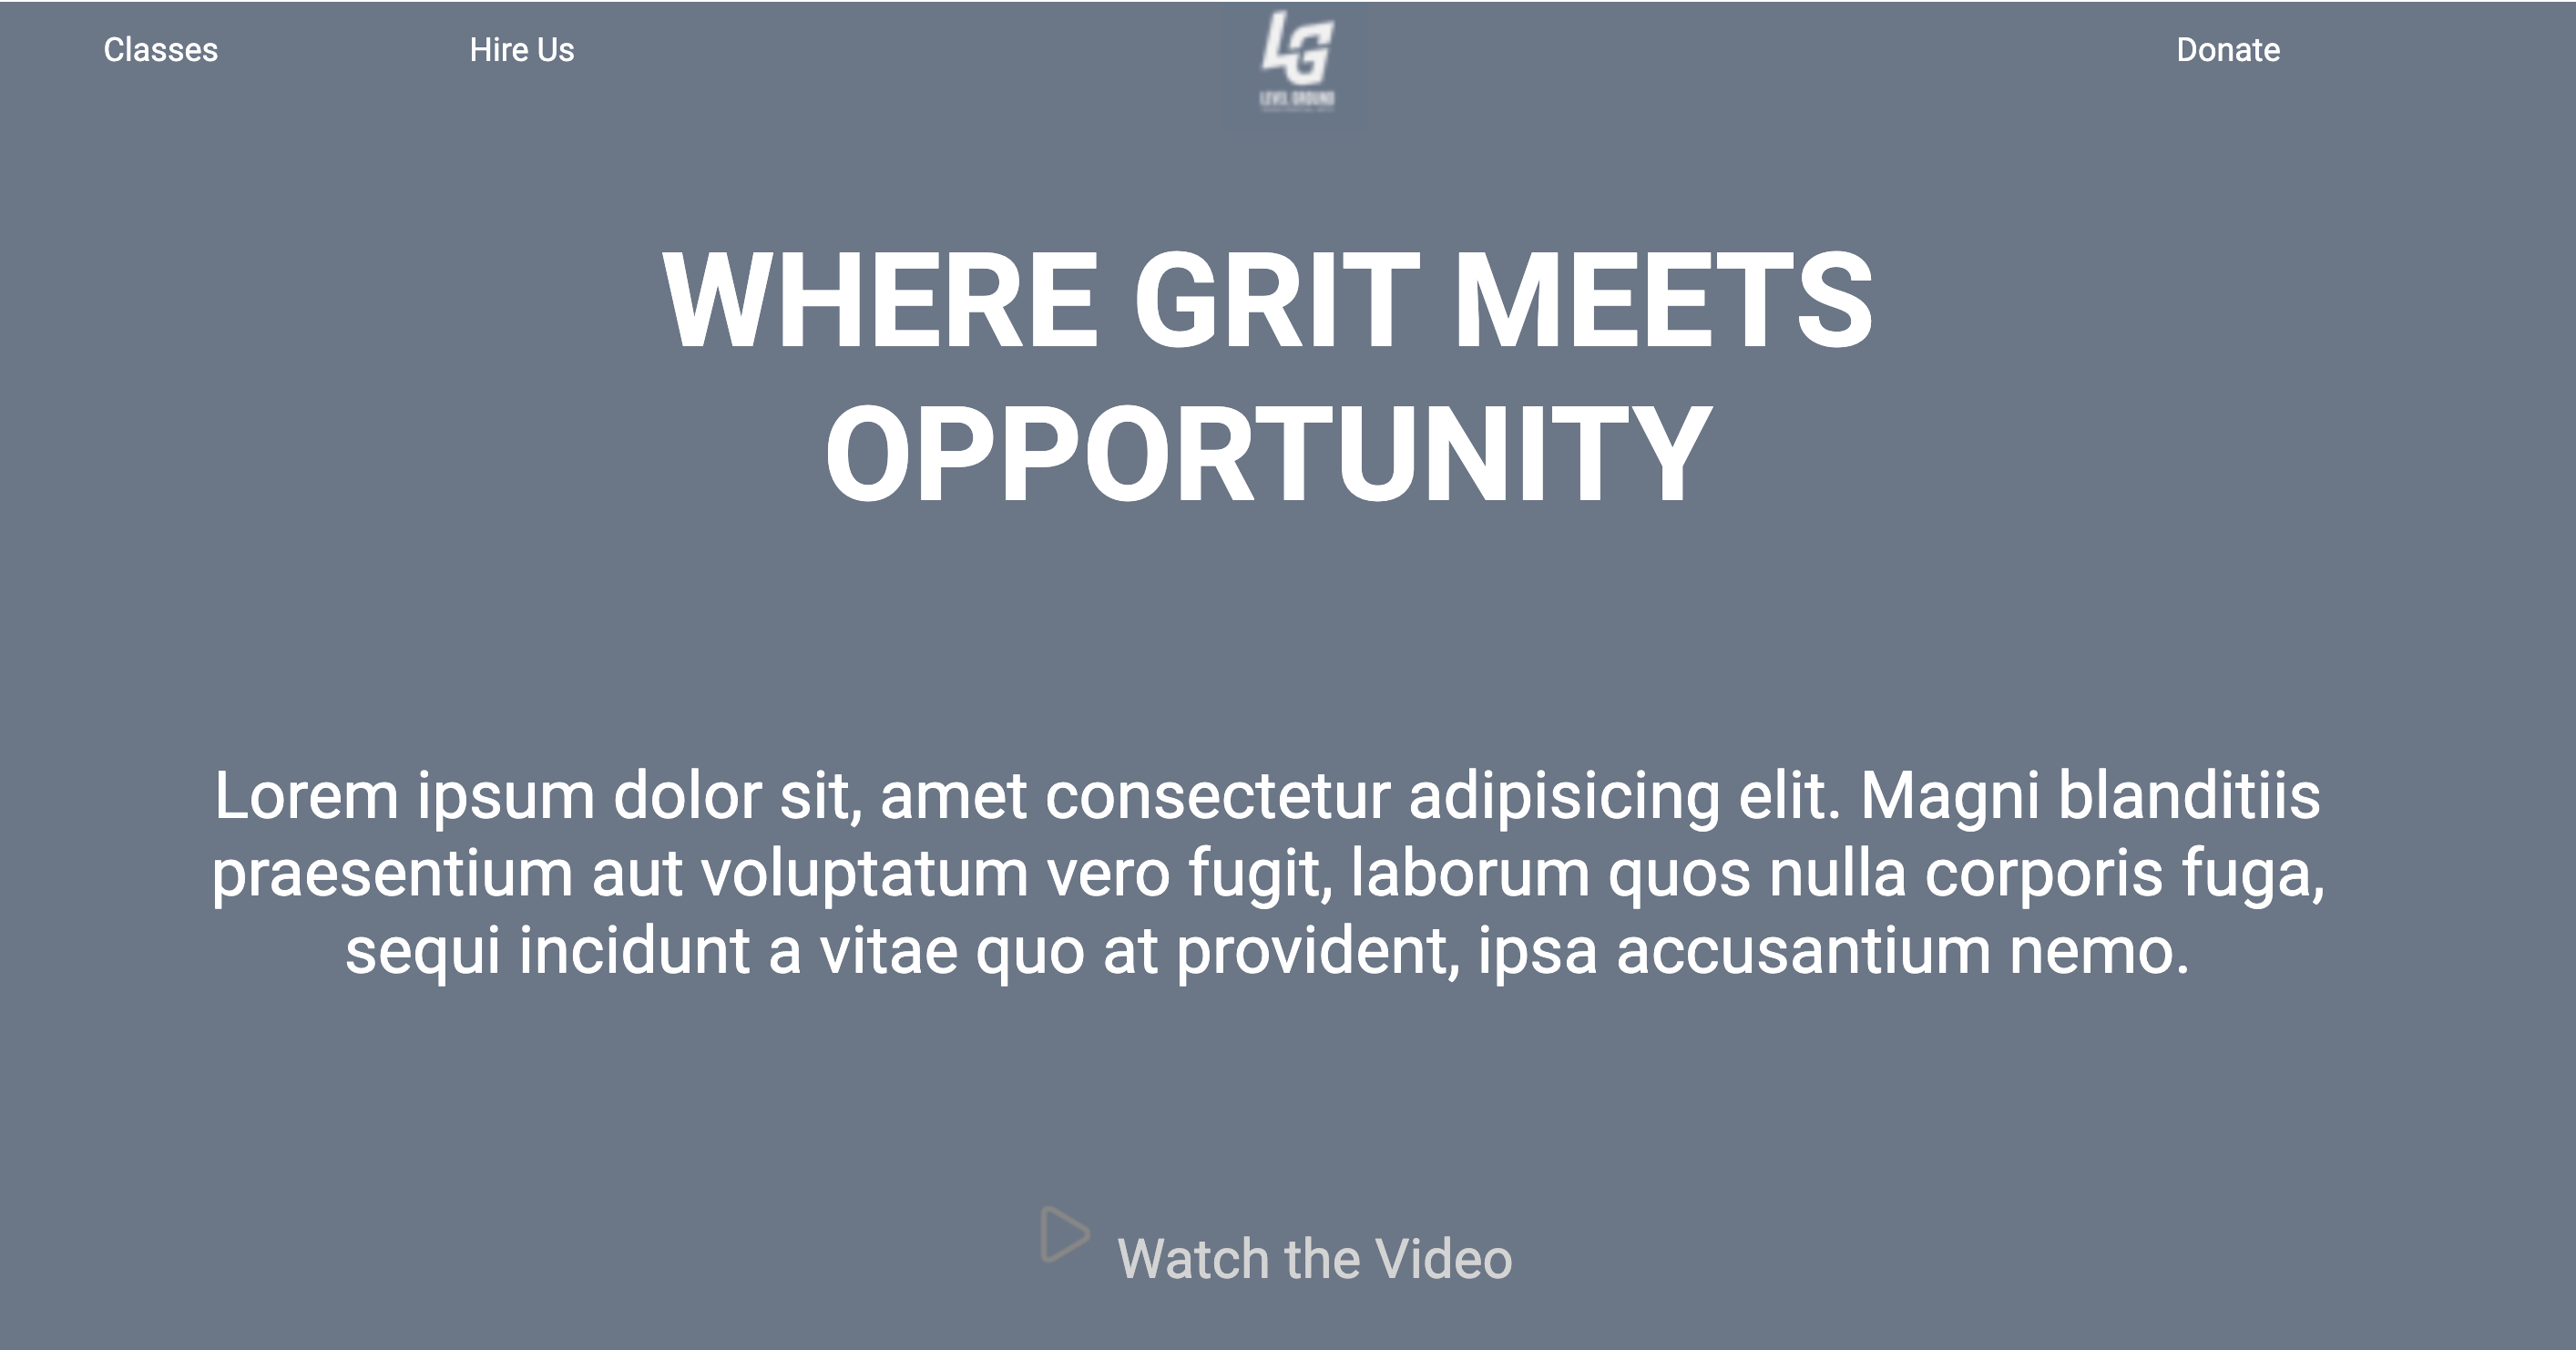 Classes Hire Us LG Donate
LEVEL GROUND
WHERE GRIT MEETS
OPPORTUNITY
Lorem ipsum dolor sit, amet consectetur adipisicing elit. Magni blanditiis
praesentium aut voluptatum vero fugit, laborum quos nulla corporis fuga,
sequi incidunt a vitae quo at provident, ipsa accusantium nemo.
Watch the Video